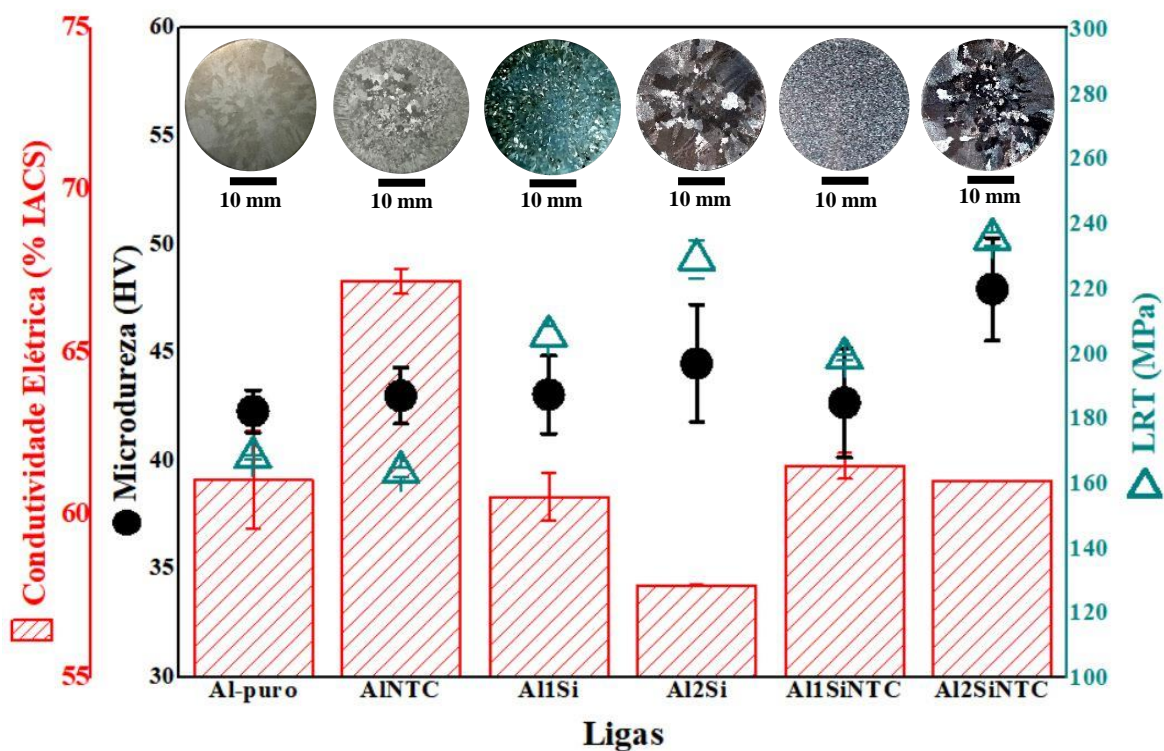 Condutividade Elétrica (% IACS)
75
70
65
60
55
Microdureza (HV)
60
55
50
45
40
35
30
10 mm
10 mm
10 mm
10 mm
10 mm
10 mm
300
280
260
240
220
200
180
160
140
120
100
LRT (MPa)
Al-puro
AlNTC
Al1Si
Al2Si
Al1SiNTC
Al2SiNTC
Ligas